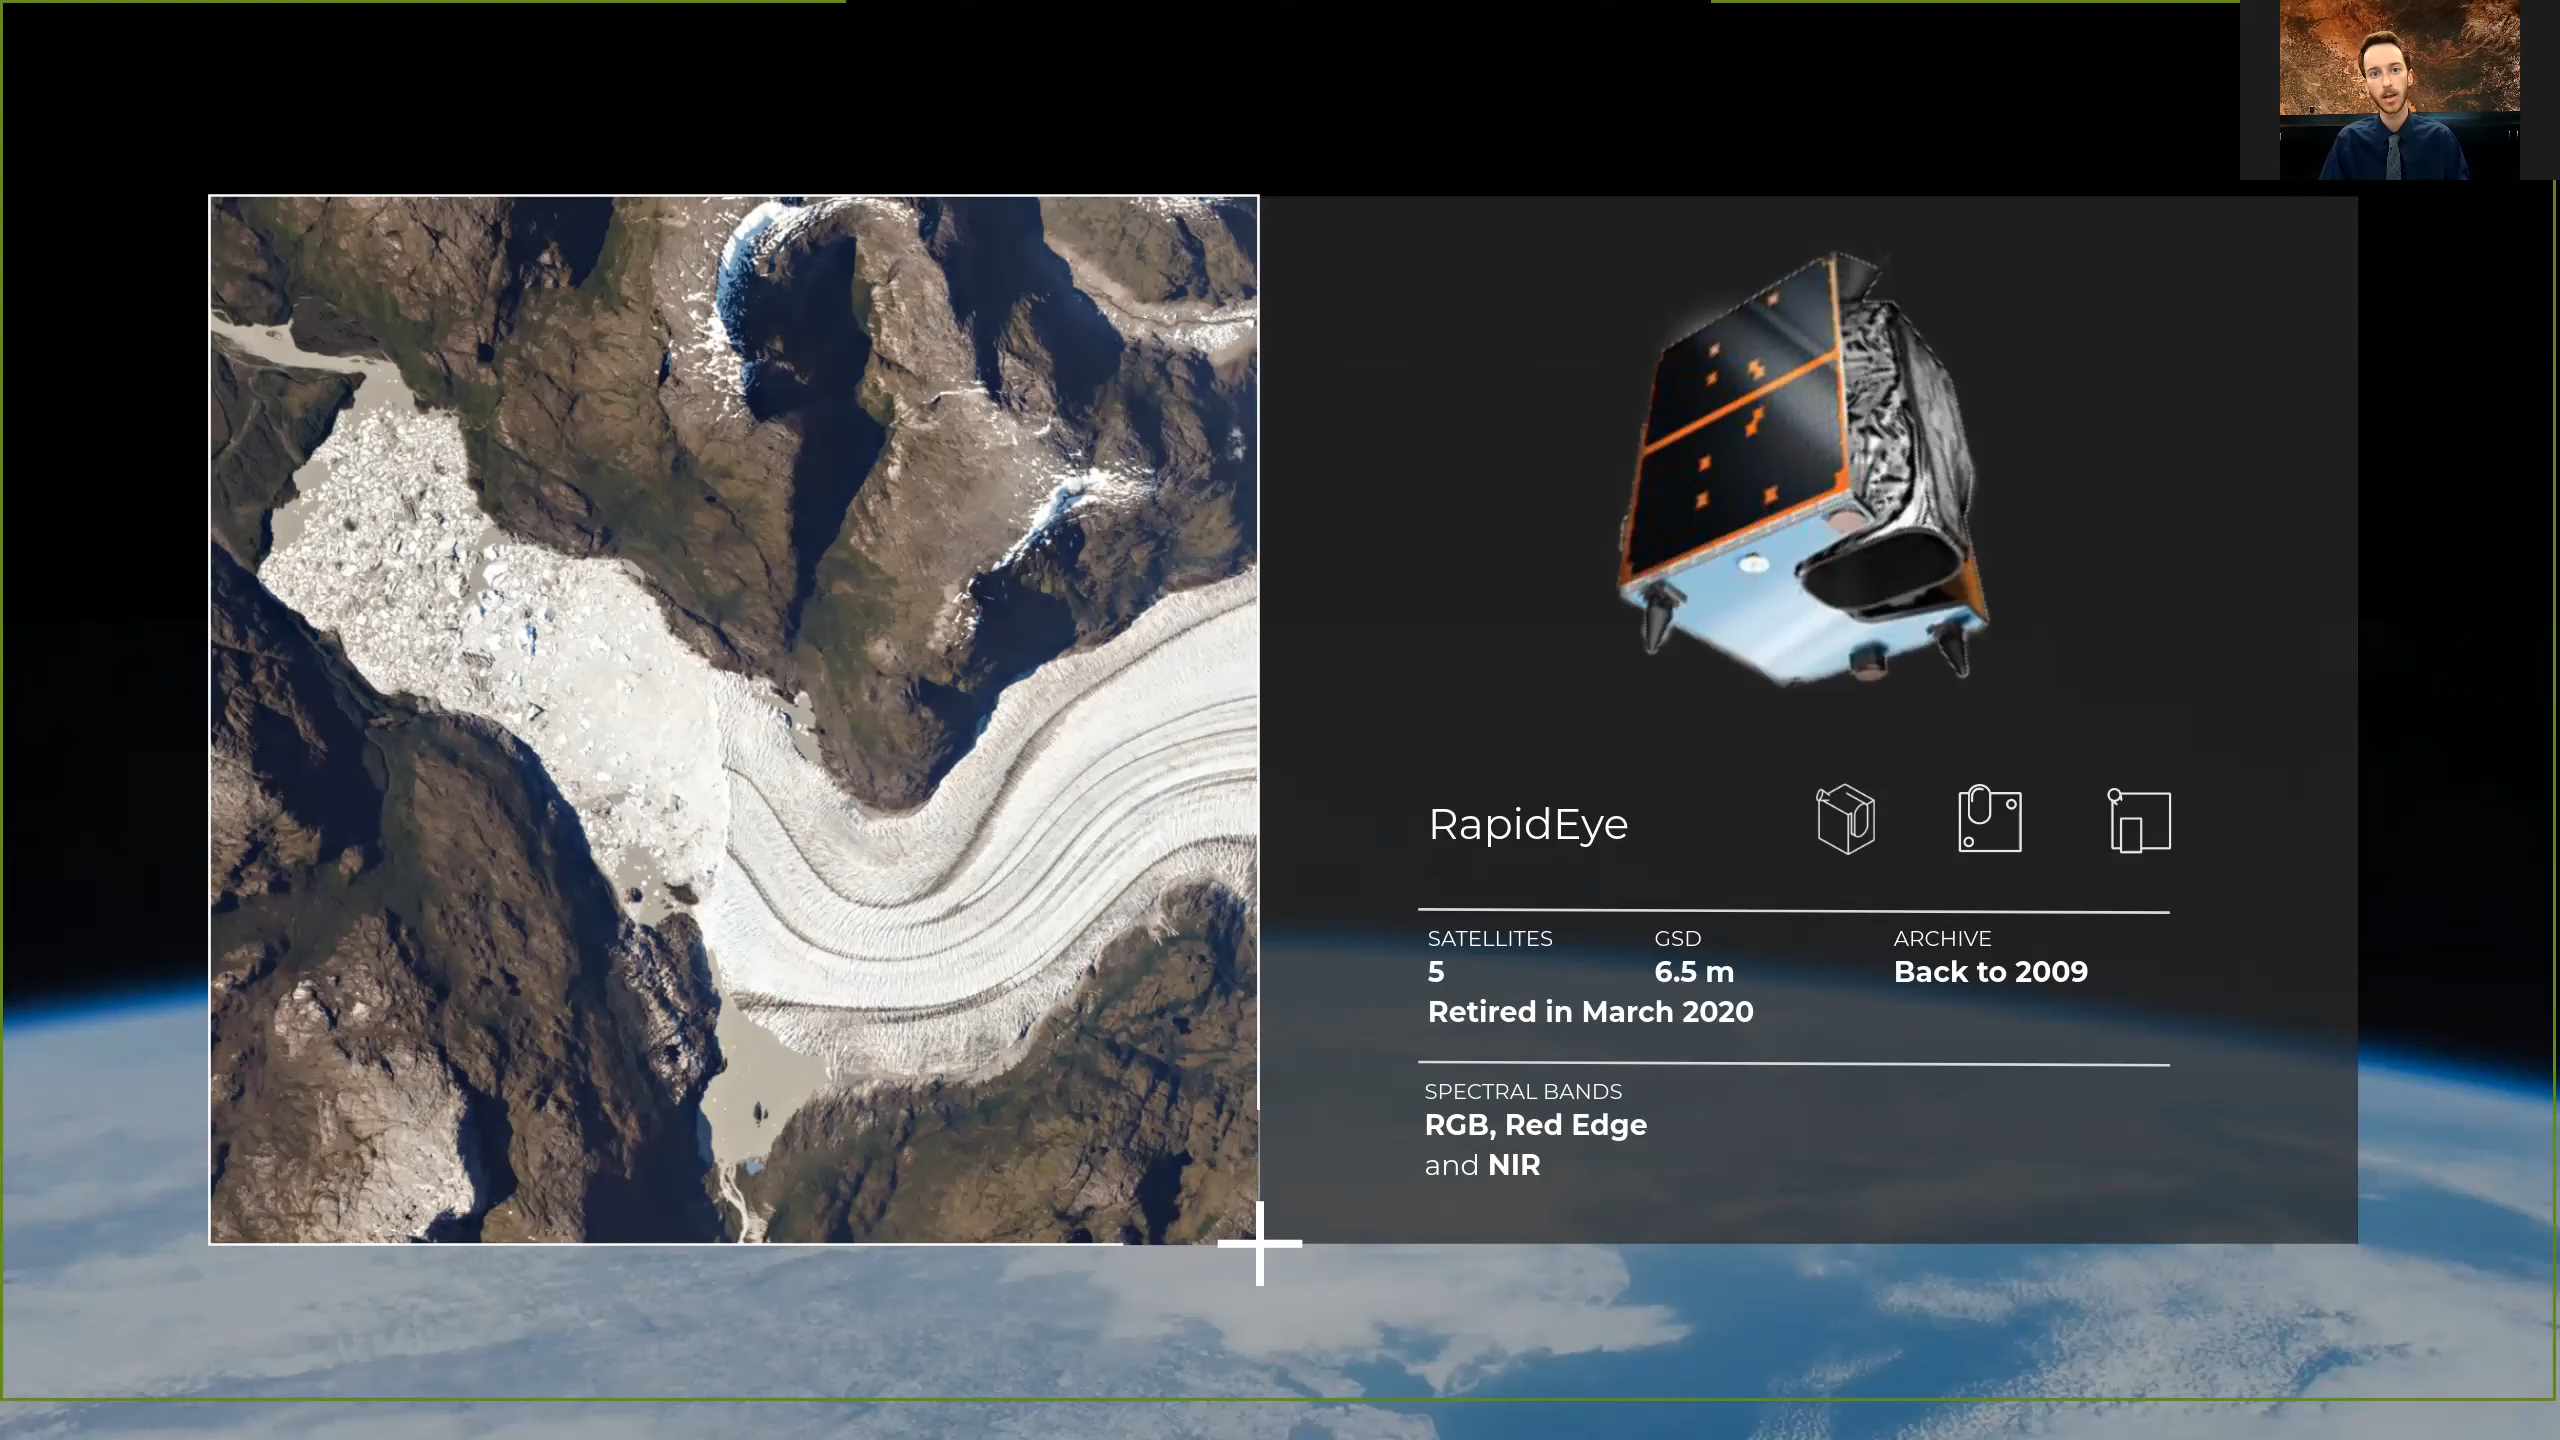 RapidEye
SATELLITES
5
GSD
6.5 m
ARCHIVE
Back to 2009
Retired in March 2020
SPECTRAL BANDS
RGB, Red Edge
and NIR